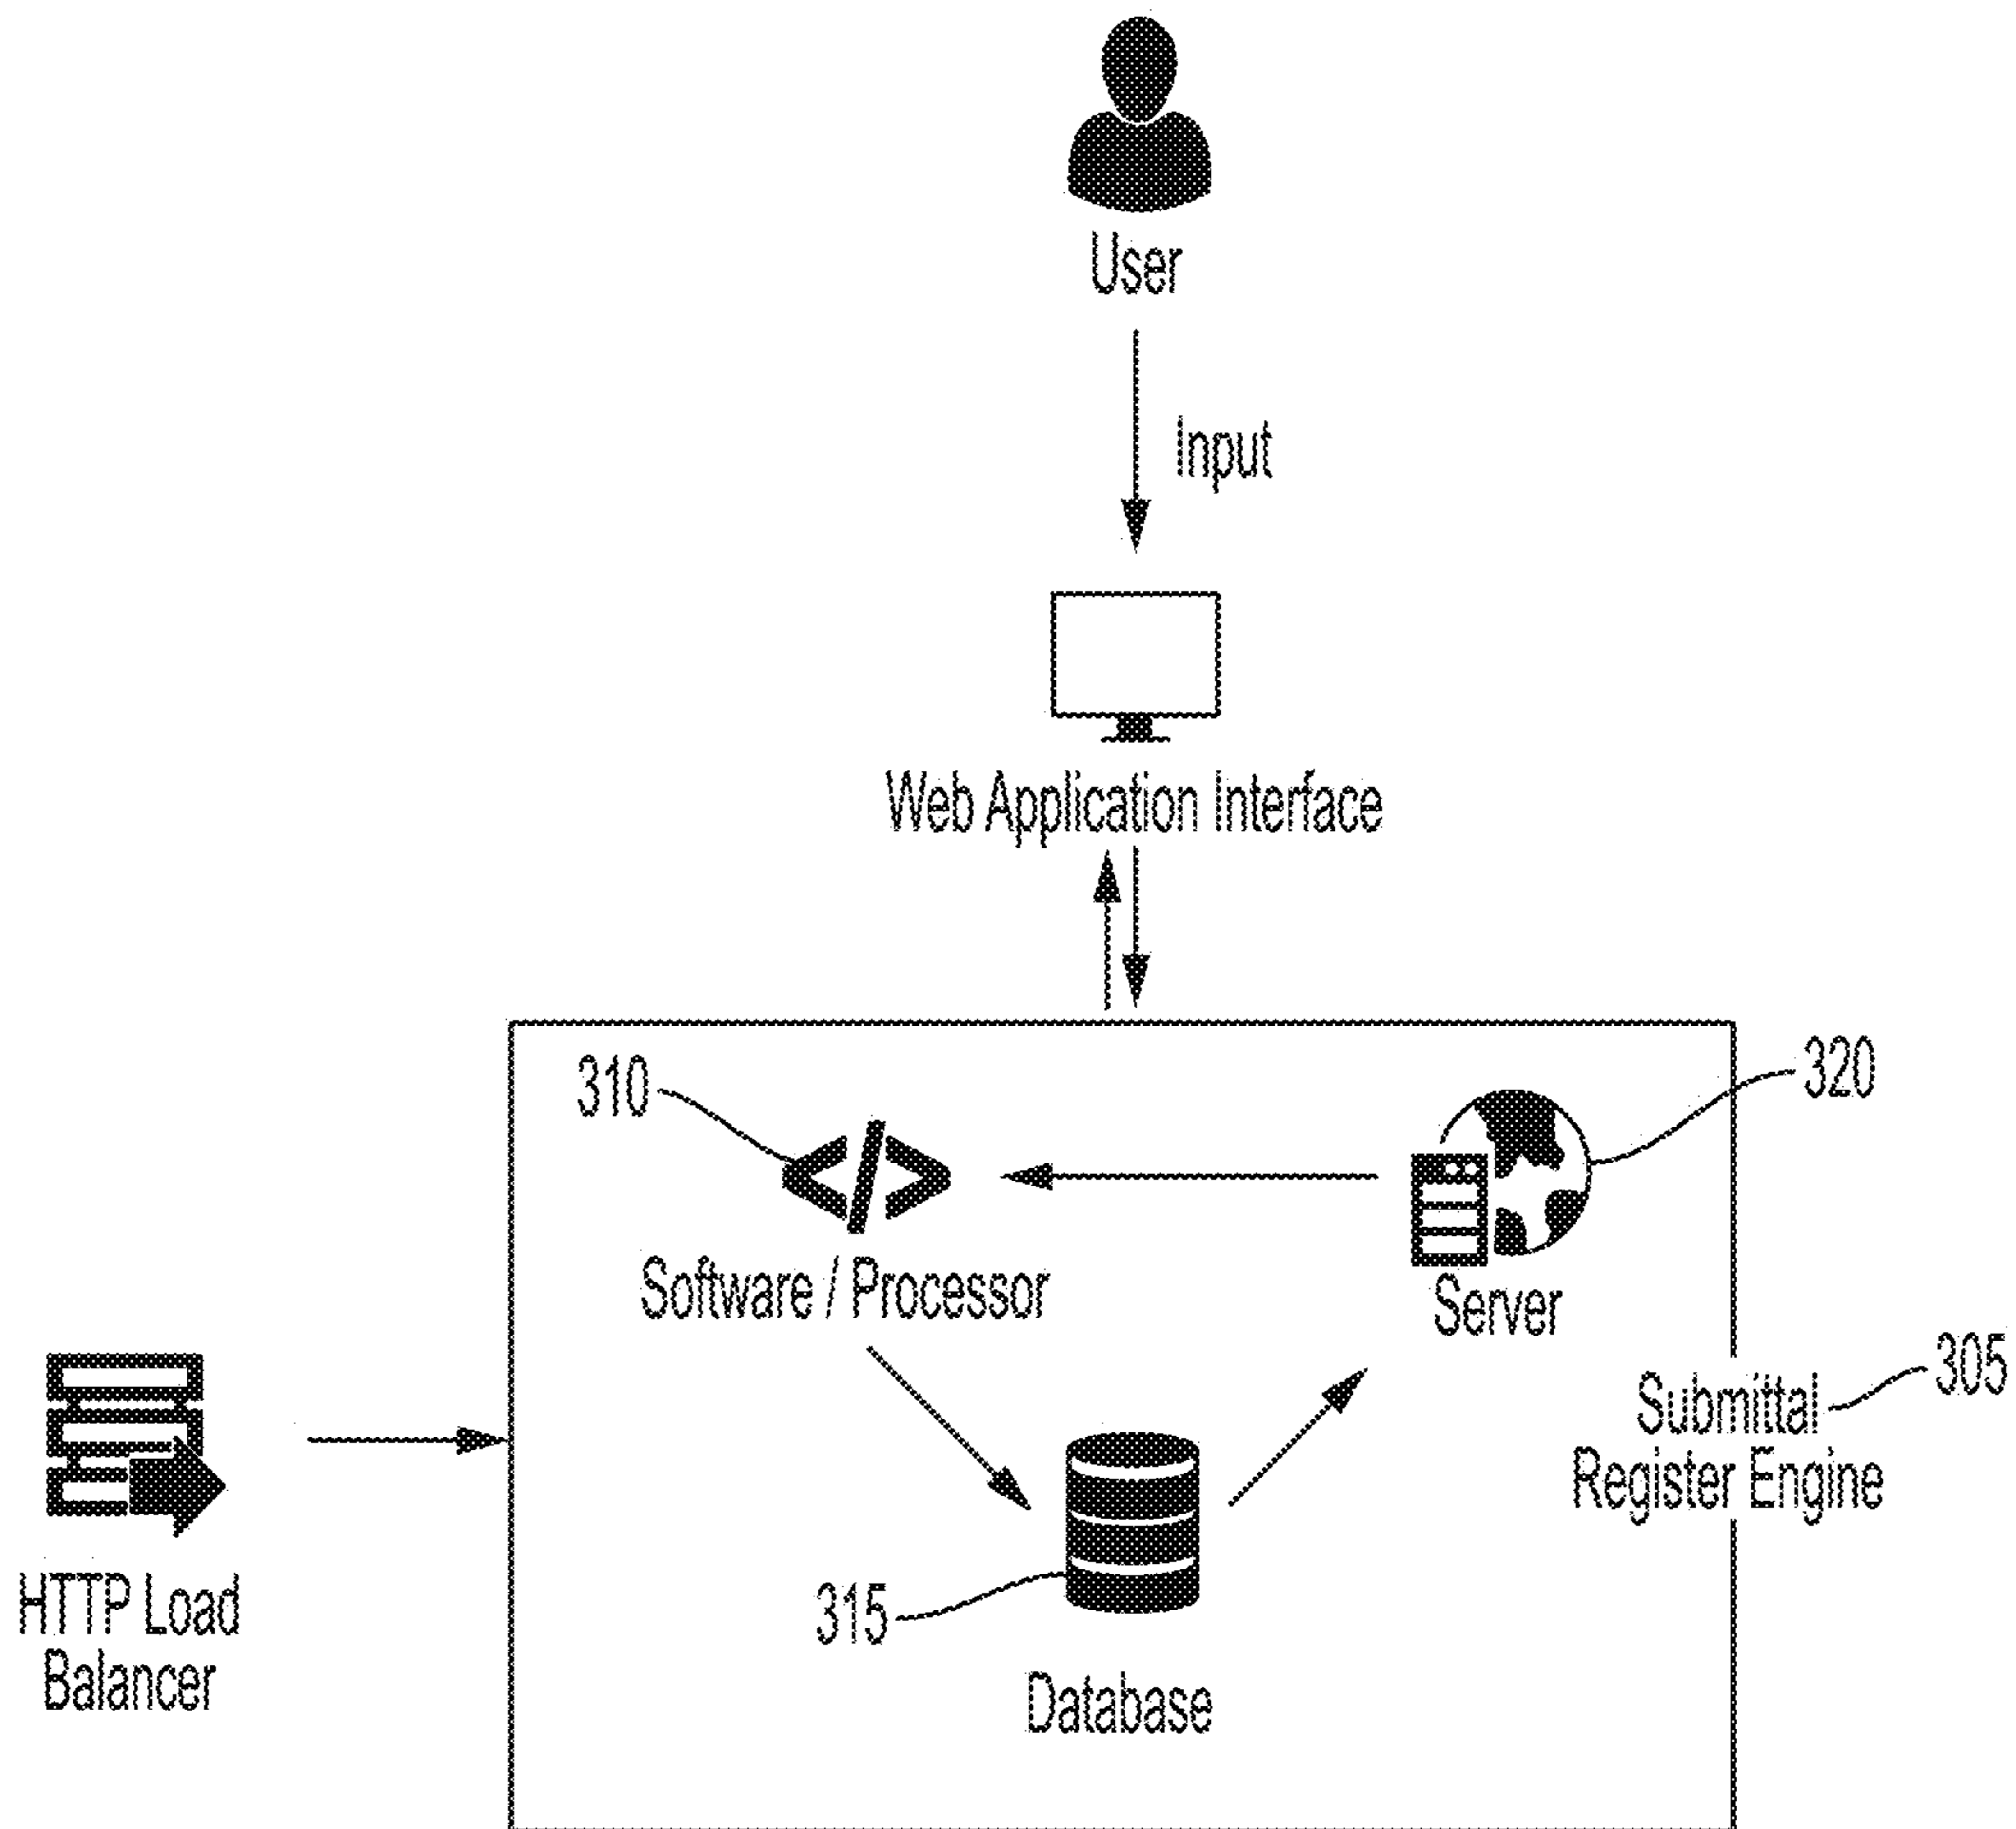 User
Input
Web Application Interface
310
320
Software / Processor
Server
Submittal
Register Engine
305
HTTP Load
Balancer
315
Database